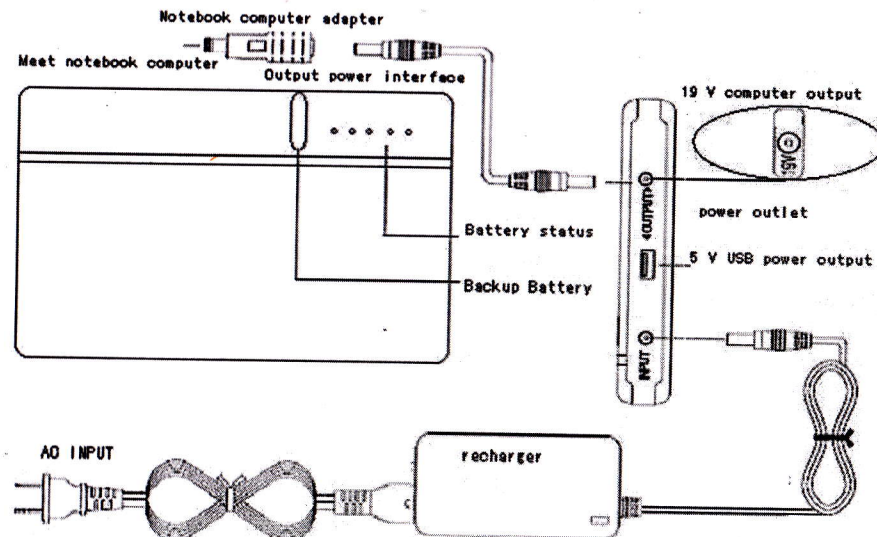 Notebook computer adapter
Meet notebook computer
Output power interface
19 V computer output
19V
◄OUTPUT►
power outlet
Battery status
5 V USB power output
Backup Battery
INPUT
AO INPUT
recharger